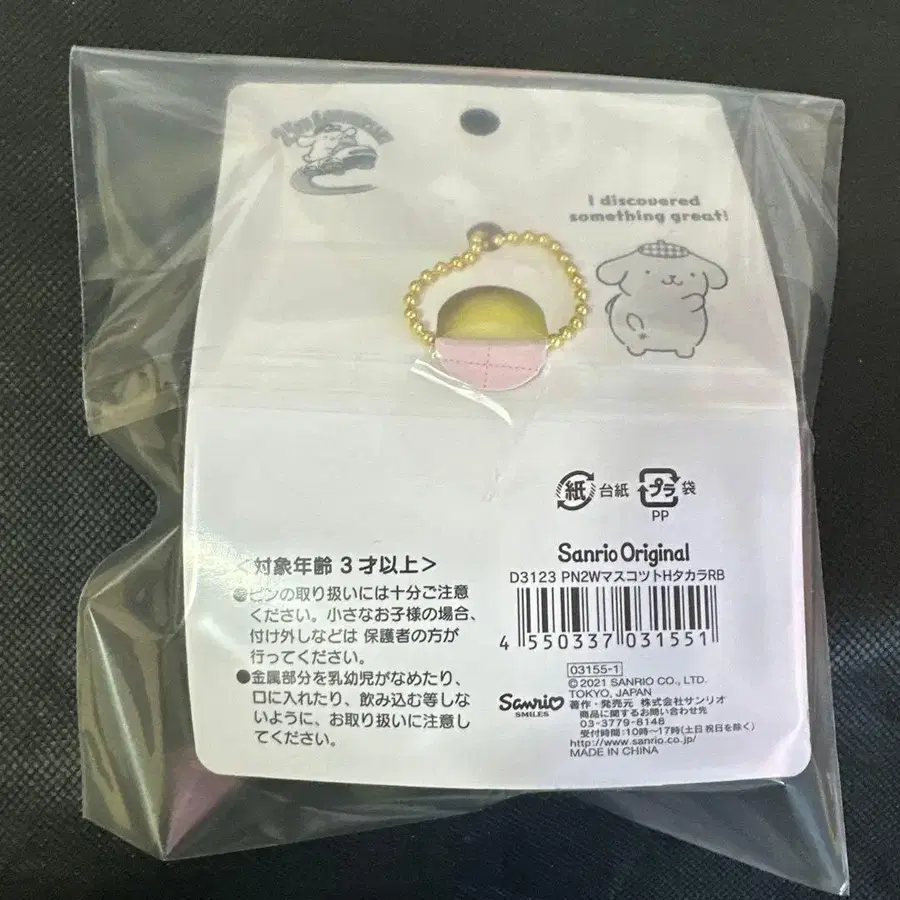 I discovered
something great!
紙 台紙 プラ 袋
PP
Sanrio Original
D3123 PN2WマスコツトHタカラRB
4 550337 031551
03155-1
©2021 SANRIO CO., LTD.
TOKYO, JAPAN
著作・発売元 株式会社サンリオ
商品に関するお問い合わせ先
03-3779-8148
受付時間:10時〜17時(土日祝日を除く)
http://www.sanrio.co.jp/
MADE IN CHINA
Sanrio
SMILES
<対象年齢 3 才以上>
●ピンの取り扱いには十分ご注意
ください。小さなお子様の場合、
付け外しなどは 保護者の方が
行ってください。
●金属部分を乳幼児がなめたり、
口に入れたり、飲み込む等しな
いように、お取り扱いに注意し
てください。